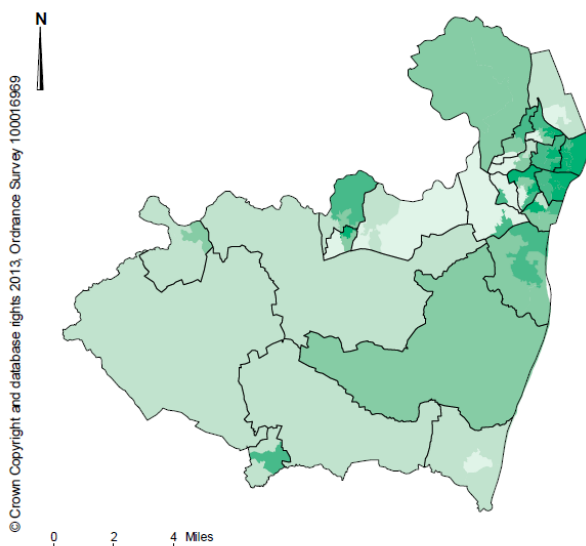 N
© Crown Copyright and database rights 2013, Ordnance Survey 100016969
0 2 4 Miles